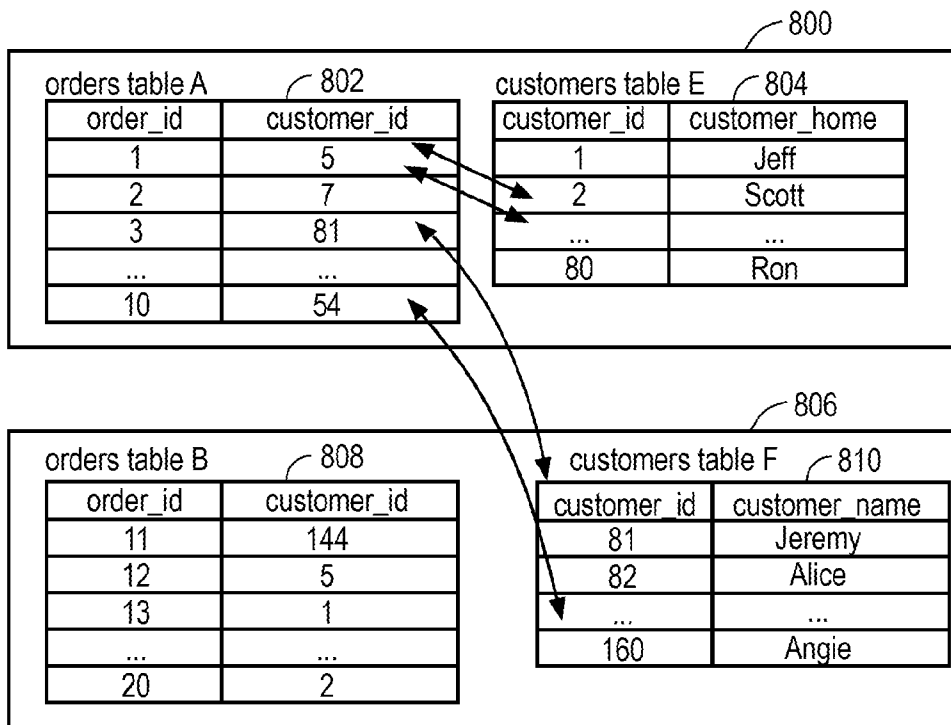 800
orders table A 802 customers table E 804
order_id customer_id customer_id customer_home
1 5 1 Jeff
2 7 2 Scott
3 81 ... ...
... ... 80 Ron
10 54
806
orders table B 808 customers table F 810
order_id customer_id customer_id customer_name
11 144 81 Jeremy
12 5 82 Alice
13 1 ... ...
... ... 160 Angie
20 2